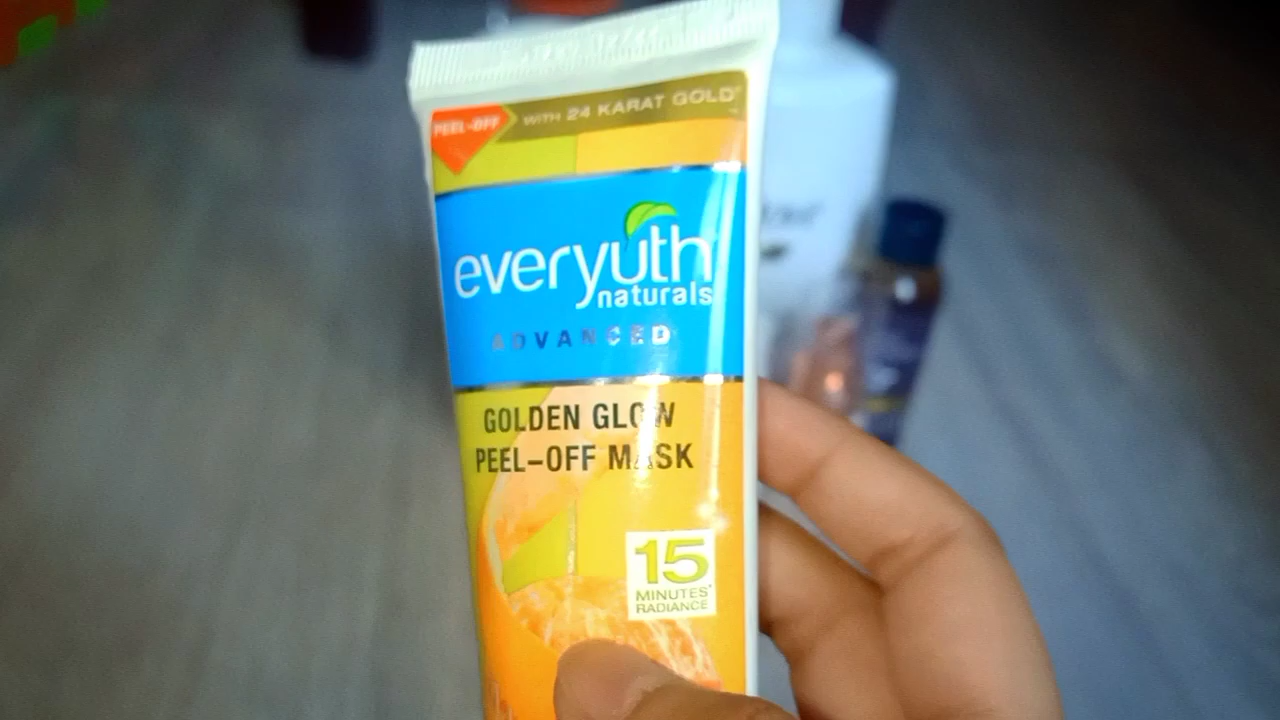 PEEL-OFF
WITH 24 KARAT GOLD*
everyuth
naturals
ADVANCED
GOLDEN GLOW
PEEL-OFF MASK
15
MINUTES*
RADIANCE